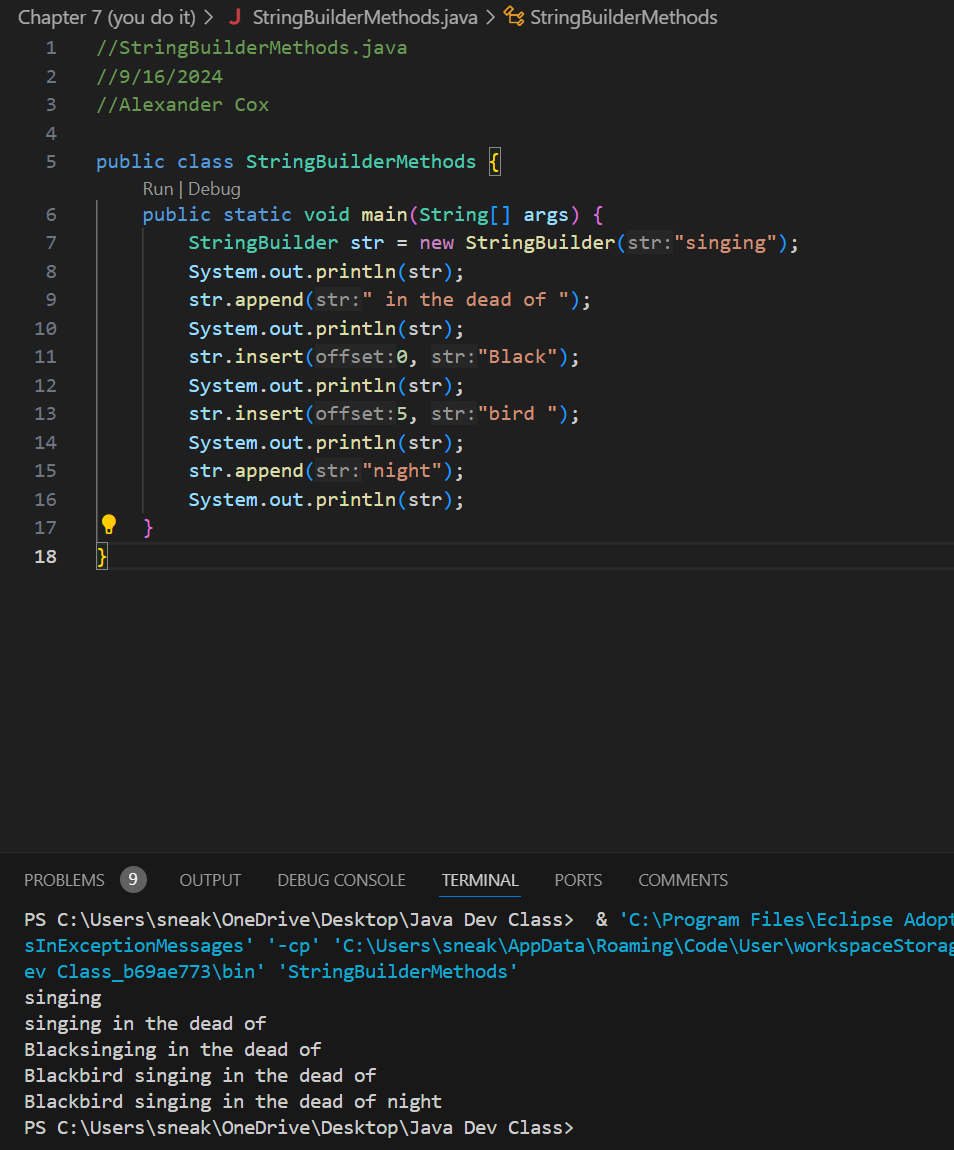 Chapter 7 (you do it) > J StringBuilderMethods.java > StringBuilderMethods
1 //StringBuilderMethods.java
2 //9/16/2024
3 //Alexander Cox
4
5 public class StringBuilderMethods {
Run | Debug
6 public static void main(String[] args) {
7 StringBuilder str = new StringBuilder(str:"singing");
8 System.out.println(str);
9 str.append(str:" in the dead of ");
10 System.out.println(str);
11 str.insert(offset:0, str:"Black");
12 System.out.println(str);
13 str.insert(offset:5, str:"bird ");
14 System.out.println(str);
15 str.append(str:"night");
16 System.out.println(str);
17 }
18 }
PROBLEMS 9 OUTPUT DEBUG CONSOLE TERMINAL PORTS COMMENTS
PS C:\Users\sneak\OneDrive\Desktop\Java Dev Class> & 'C:\Program Files\Eclipse Adopt
sInExceptionMessages' '-cp' 'C:\Users\sneak\AppData\Roaming\Code\User\workspaceStorag
ev Class_b69ae773\bin' 'StringBuilderMethods'
singing
singing in the dead of
Blacksinging in the dead of
Blackbird singing in the dead of
Blackbird singing in the dead of night
PS C:\Users\sneak\OneDrive\Desktop\Java Dev Class>